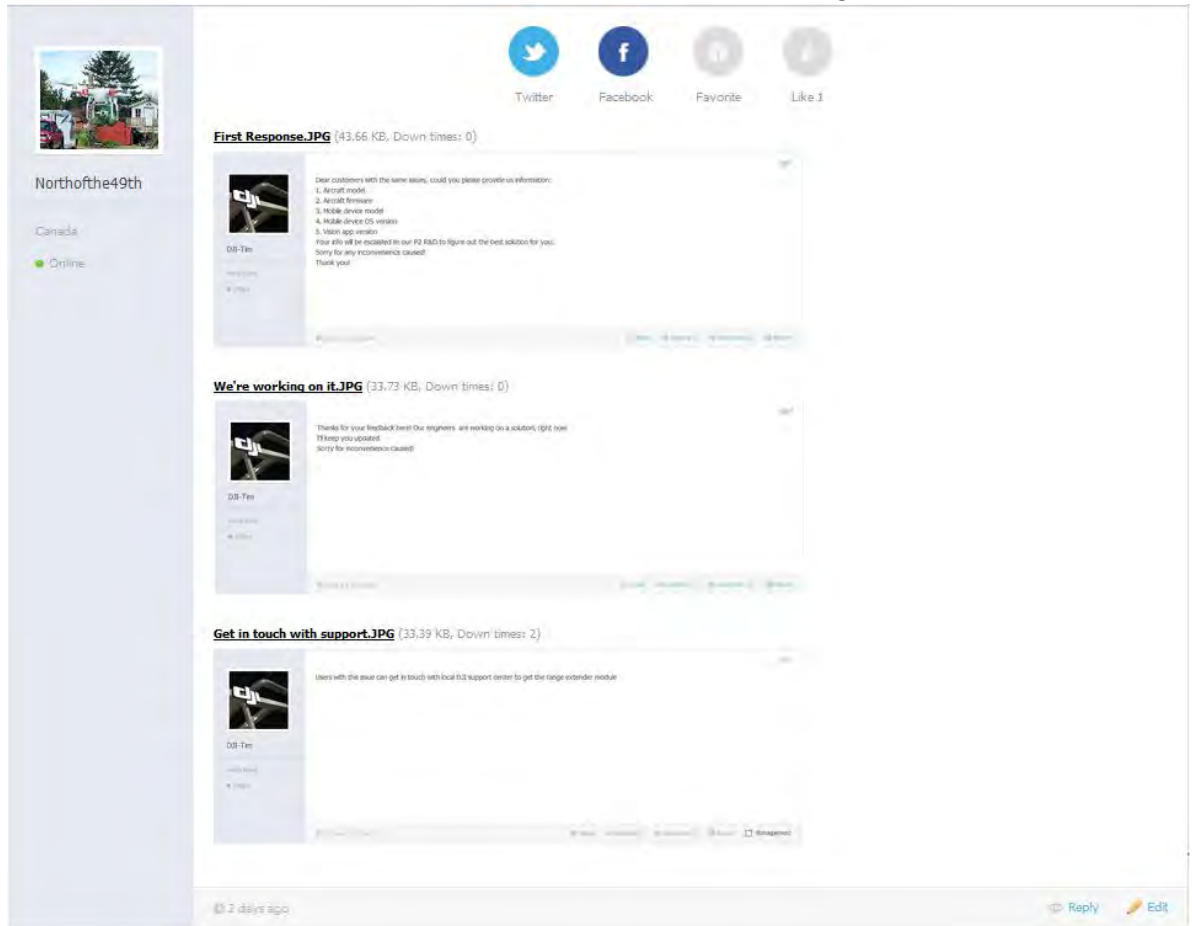 Twitter
Facebook
Favorite
Like 1
First Response.JPG (43.66 KB, Down times: 0)
Northofthe49th
Canada
Online
dji
DJI-Tim
Dear customers with the same issues, could you please provide us information:
1. Aircraft model
2. Aircraft firmware
3. Mobile device model
4. Mobile device OS version
5. Vision app version
Your info will be escalated to our P2 R&D to figure out the best solution for you.
Sorry for any inconvenience caused!
Thank you!
We're working on it.JPG (33.73 KB, Down times: 0)
dji
DJI-Tim
Thanks for your feedback here! Our engineers are working on a solution, right now
I'll keep you updated
Sorry for inconvenience caused!
Get in touch with support.JPG (33.39 KB, Down times: 2)
dji
DJI-Tim
Users with this issue can get in touch with local DJI support center to get the range extender module
Management
2 days ago
Reply
Edit